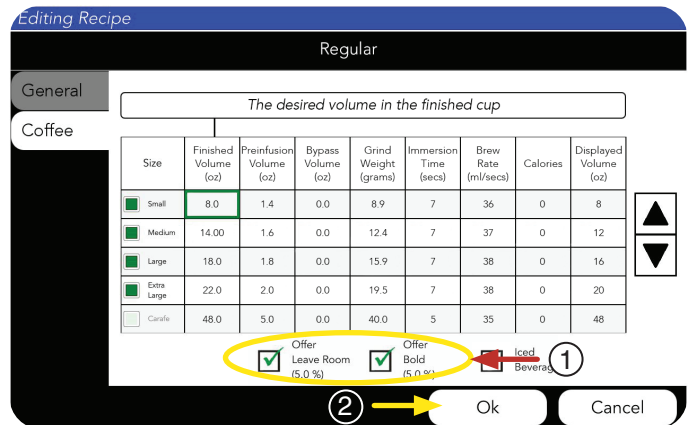 Editing Recipe
Regular
General
Coffee
The desired volume in the finished cup
Size Finished Volume (oz) Preinfusion Volume (oz) Bypass Volume (oz) Grind Weight (grams) Immersion Time (secs) Brew Rate (ml/secs) Calories Displayed Volume (oz)
Small 8.0 1.4 0.0 8.9 7 36 0 8
Medium 14.00 1.6 0.0 12.4 7 37 0 12
Large 18.0 1.8 0.0 15.9 7 38 0 16
Extra Large 22.0 2.0 0.0 19.5 7 38 0 20
Carafe 48.0 5.0 0.0 40.0 5 35 0 48
Offer Leave Room (5.0 %)
Offer Bold (5.0 %)
Iced
1
2
Ok
Cancel